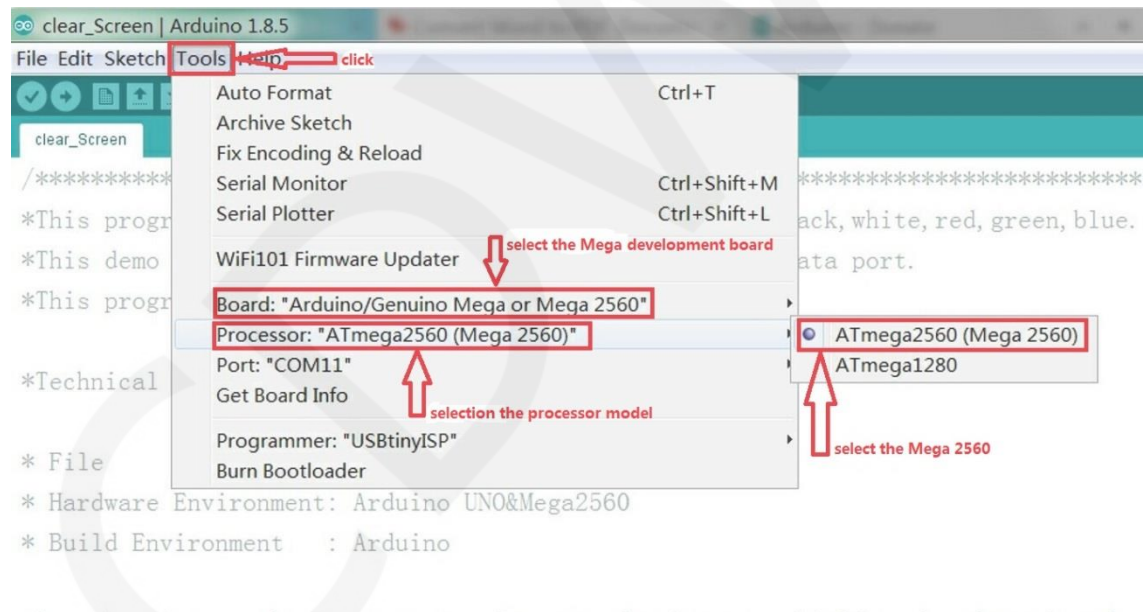 clear_Screen | Arduino 1.8.5
File Edit Sketch Tools Help
click
Auto Format Ctrl+T
clear_Screen
Archive Sketch
Fix Encoding & Reload
/********** **************************
Serial Monitor Ctrl+Shift+M
*This progr ack, white, red, green, blue.
Serial Plotter Ctrl+Shift+L
select the Mega development board
*This demo ata port.
WiFi101 Firmware Updater
*This progr
Board: "Arduino/Genuino Mega or Mega 2560"
Processor: "ATmega2560 (Mega 2560)"
ATmega2560 (Mega 2560)
Port: "COM11"
ATmega1280
*Technical
Get Board Info
selection the processor model
Programmer: "USBtinyISP"
select the Mega 2560
* File
Burn Bootloader
* Hardware Environment: Arduino UNO&Mega2560
* Build Environment : Arduino